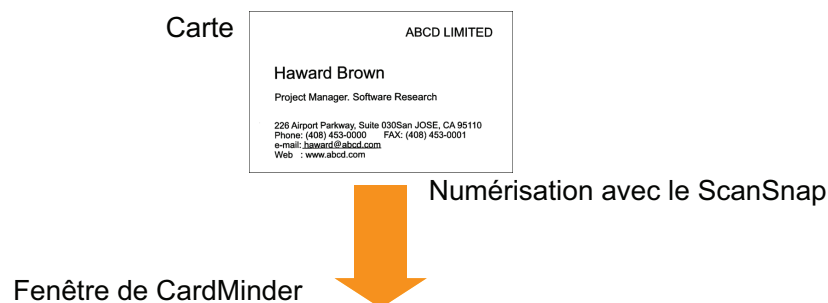 Carte
ABCD LIMITED
Haward Brown
Project Manager. Software Research
226 Airport Parkway, Suite 030San JOSE, CA 95110
Phone: (408) 453-0000 FAX: (408) 453-0001
e-mail: haward@abcd.com
Web : www.abcd.com
Numérisation avec le ScanSnap
Fenêtre de CardMinder